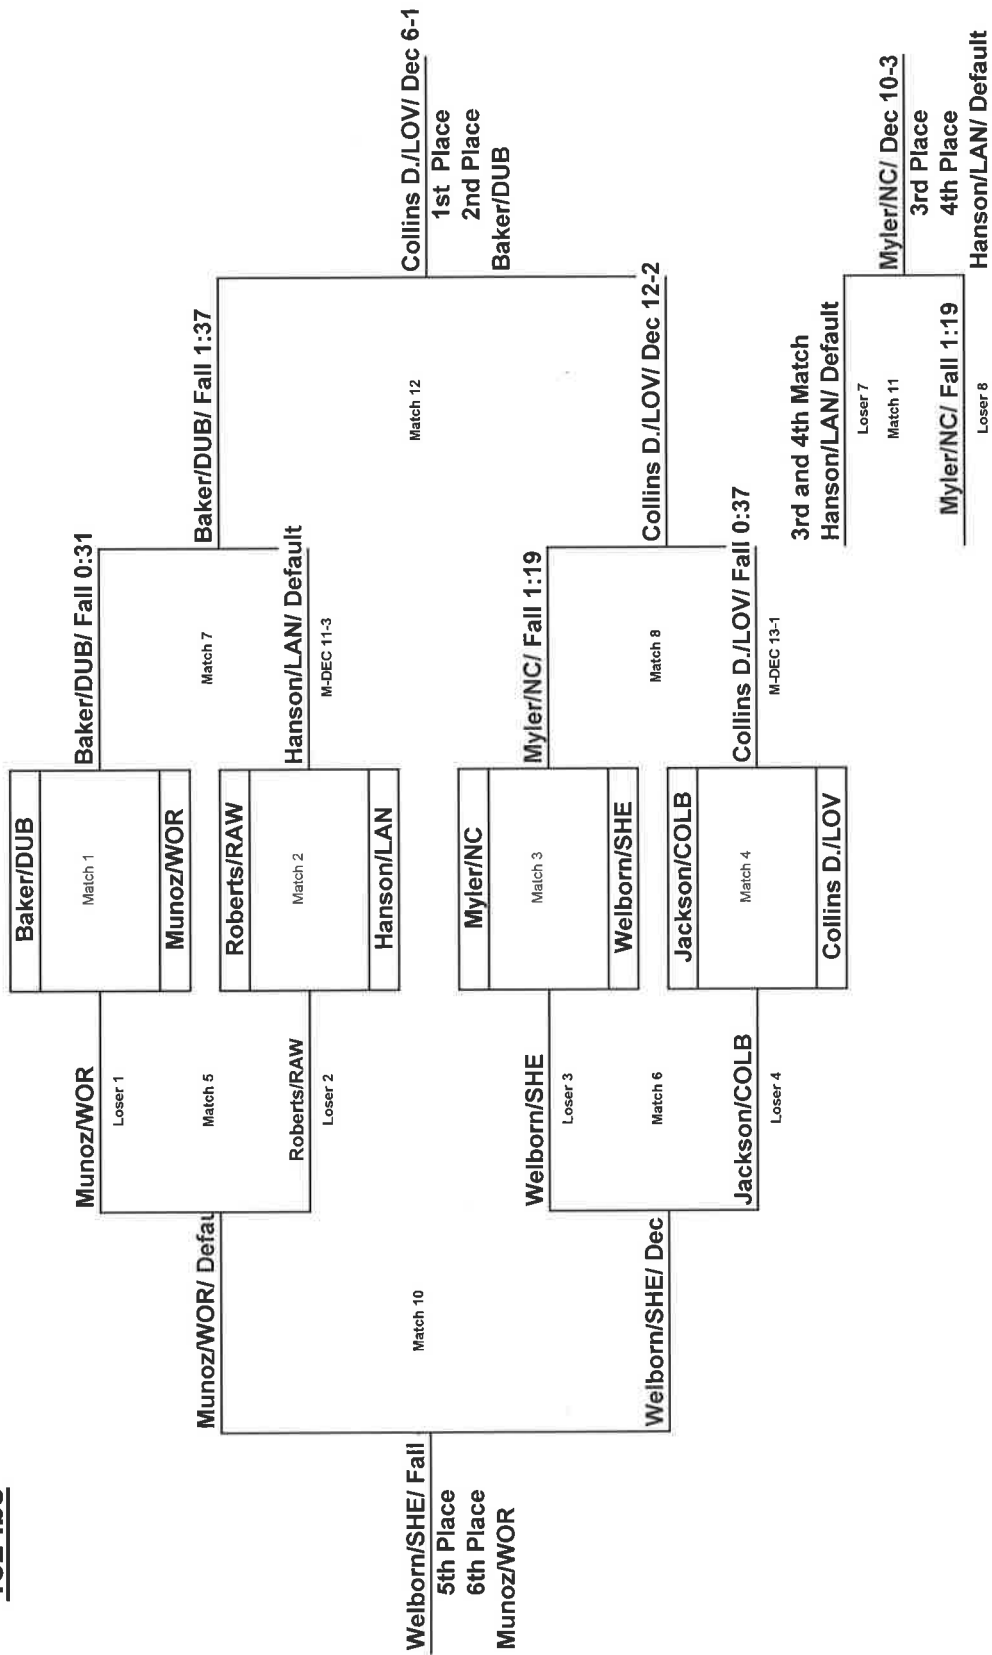 Baker/DUB
Match 1
Munoz/WOR
Roberts/RAW
Match 2
Hanson/LAN
Myler/NC
Match 3
Welborn/SHE
Jackson/COLB
Match 4
Collins D./LOV
Baker/DUB/ Fall 0:31
Match 7
Hanson/LAN/ Default
M-DEC 11-3
Myler/NC/ Fall 1:19
Match 8
Collins D./LOV/ Fall 0:37
M-DEC 13-1
Baker/DUB/ Fall 1:37
Match 12
Collins D./LOV/ Dec 12-2
Collins D./LOV/ Dec 6-1
1st Place
2nd Place
Baker/DUB
3rd and 4th Match
Hanson/LAN/ Default
Loser 7
Match 11
Myler/NC/ Fall 1:19
Loser 8
Myler/NC/ Dec 10-3
3rd Place
4th Place
Hanson/LAN/ Default
Munoz/WOR
Loser 1
Match 5
Roberts/RAW
Loser 2
Welborn/SHE
Loser 3
Match 6
Jackson/COLB
Loser 4
Munoz/WOR/ Defau
Match 10
Welborn/SHE/ Dec
Welborn/SHE/ Fall
5th Place
6th Place
Munoz/WOR